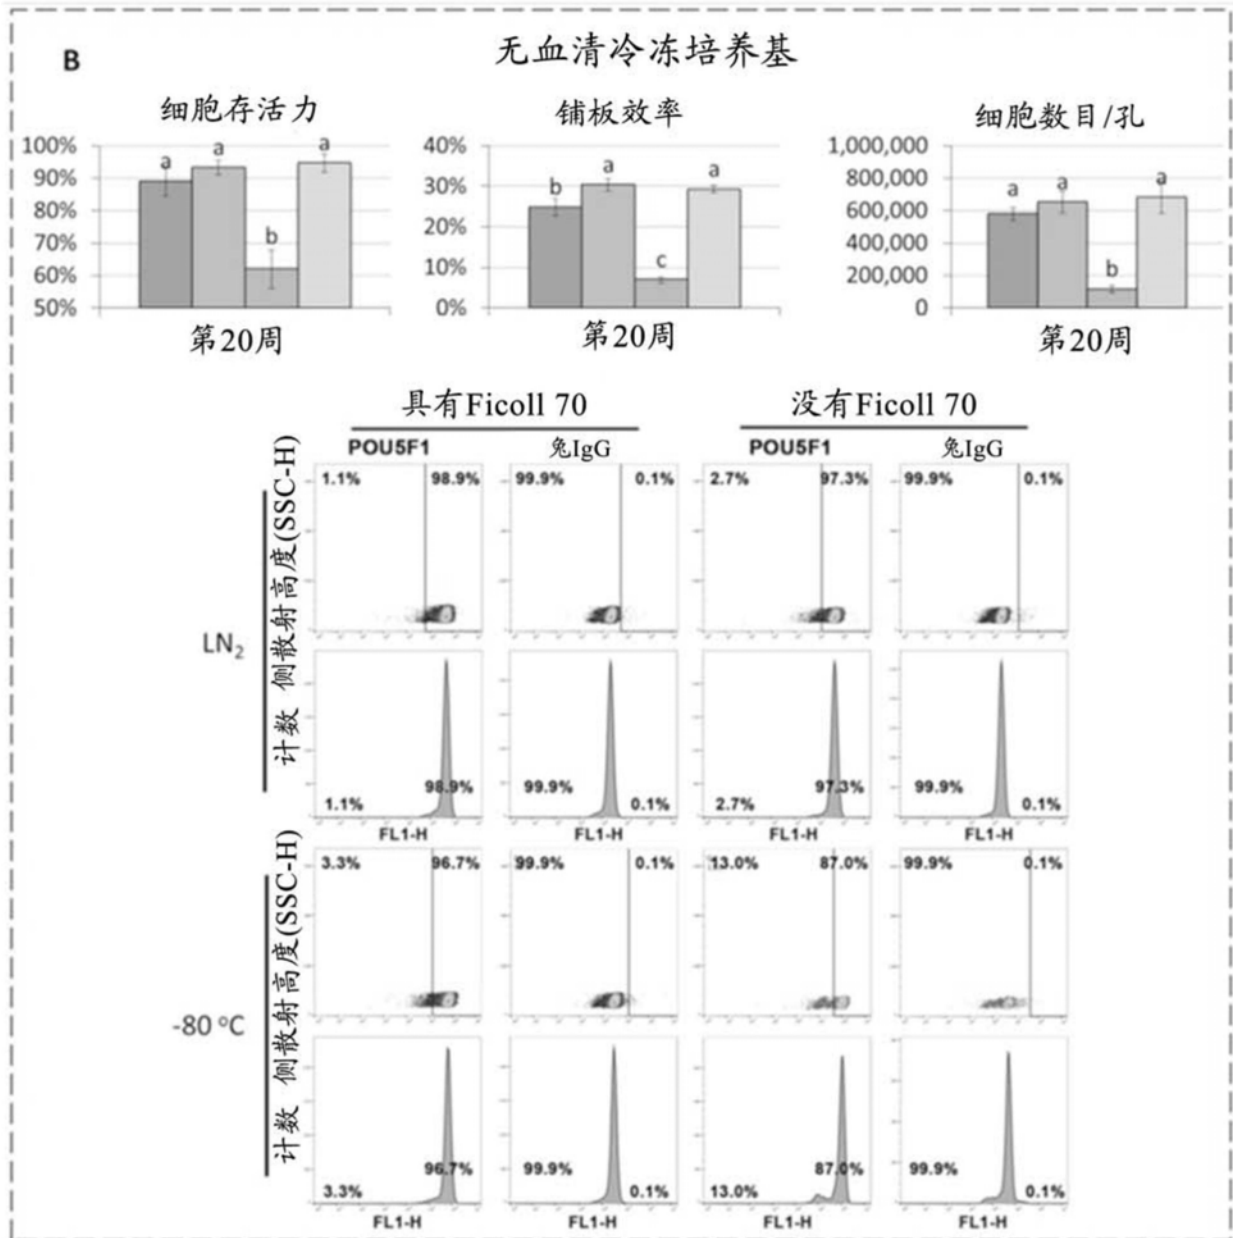 B
无血清冷冻培养基
细胞存活力
铺板效率
细胞数目/孔
100%
90%
80%
70%
60%
50%
a
a
b
a
第20周
40%
30%
20%
10%
0%
b
a
c
a
第20周
1,000,000
800,000
600,000
400,000
200,000
0
a
a
b
a
第20周
具有Ficoll 70
没有Ficoll 70
POU5F1
兔IgG
POU5F1
兔IgG
LN2
侧散射高度(SSC-H)
1.1% 98.9%
99.9% 0.1%
2.7% 97.3%
99.9% 0.1%
计数
1.1% 98.9%
99.9% 0.1%
2.7% 97.3%
99.9% 0.1%
FL1-H
FL1-H
FL1-H
FL1-H
-80 °C
侧散射高度(SSC-H)
3.3% 96.7%
99.9% 0.1%
13.0% 87.0%
99.9% 0.1%
计数
3.3% 96.7%
99.9% 0.1%
13.0% 87.0%
99.9% 0.1%
FL1-H
FL1-H
FL1-H
FL1-H